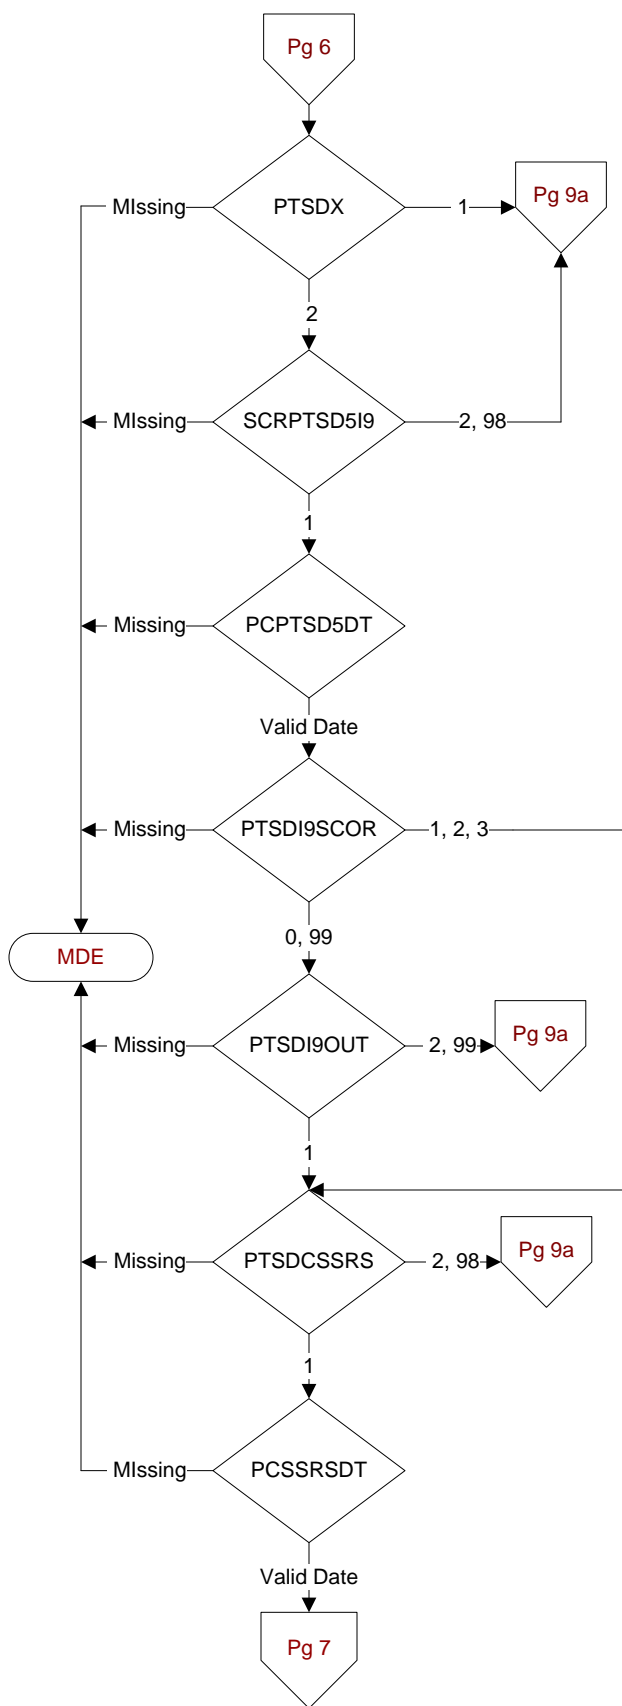 Pg 6
MIssing
PTSDX
1
Pg 9a
2
MIssing
SCRPTSD5I9
2, 98
1
Missing
PCPTSD5DT
Valid Date
Missing
PTSDI9SCOR
1, 2, 3
0, 99
MDE
Missing
PTSDI9OUT
2, 99
Pg 9a
1
Missing
PTSDCSSRS
2, 98
Pg 9a
1
MIssing
PCSSRSDT
Valid Date
Pg 7